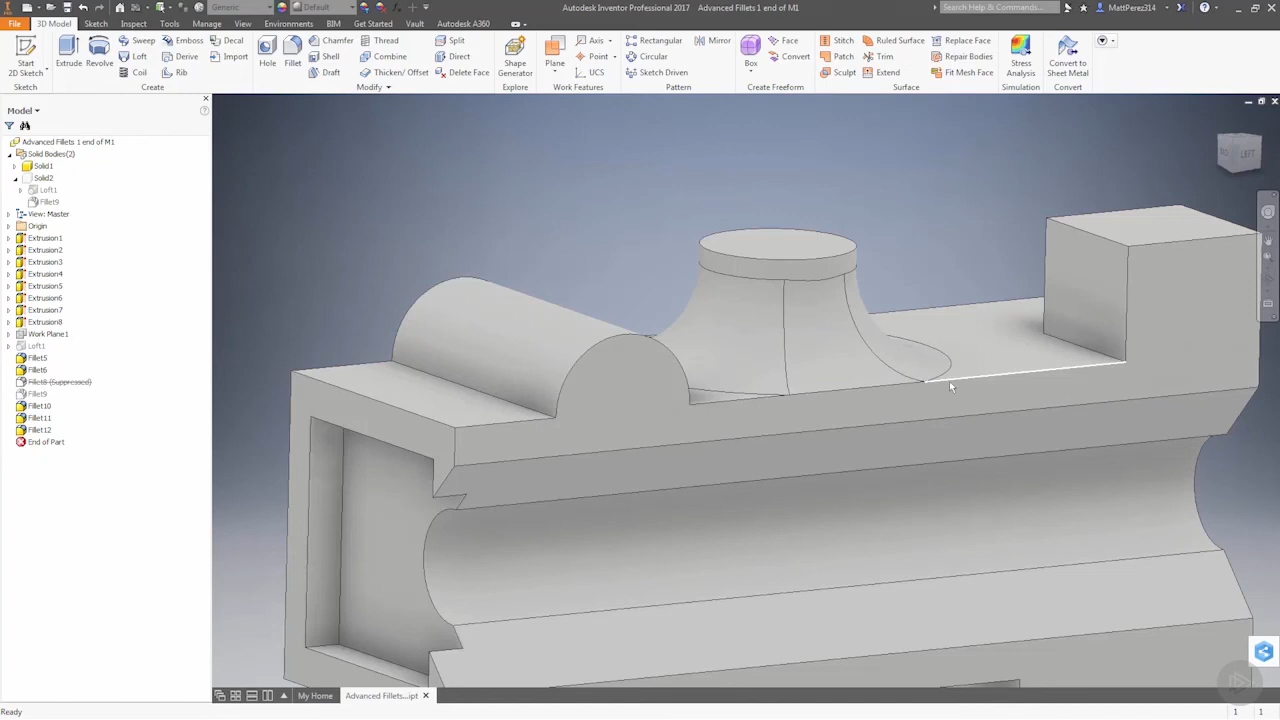 Generic
Default
Autodesk Inventor Professional 2017   Advanced Fillets 1 end of M1
Search Help & Commands...
MattPerez314
File
3D Model
Sketch
Inspect
Tools
Manage
View
Environments
BIM
Get Started
Vault
Autodesk A360
Start
2D Sketch
Sketch
Extrude
Revolve
Sweep
Loft
Coil
Emboss
Derive
Rib
Decal
Import
Create
Hole
Fillet
Chamfer
Shell
Draft
Thread
Combine
Thicken/ Offset
Split
Direct
Delete Face
Modify
Shape
Generator
Explore
Plane
Axis
Point
UCS
Work Features
Rectangular
Circular
Sketch Driven
Mirror
Pattern
Box
Face
Convert
Create Freeform
Stitch
Patch
Sculpt
Ruled Surface
Trim
Extend
Replace Face
Repair Bodies
Fit Mesh Face
Surface
Stress
Analysis
Simulation
Convert to
Sheet Metal
Convert
Model
Advanced Fillets 1 end of M1
Solid Bodies(2)
Solid1
Solid2
Loft1
Fillet9
View: Master
Origin
Extrusion1
Extrusion2
Extrusion3
Extrusion4
Extrusion5
Extrusion6
Extrusion7
Extrusion8
Work Plane1
Loft1
Fillet5
Fillet6
Fillet8 (Suppressed)
Fillet9
Fillet10
Fillet11
Fillet12
End of Part
LEFT
My Home
Advanced Fillets...ipt
Ready
1
1